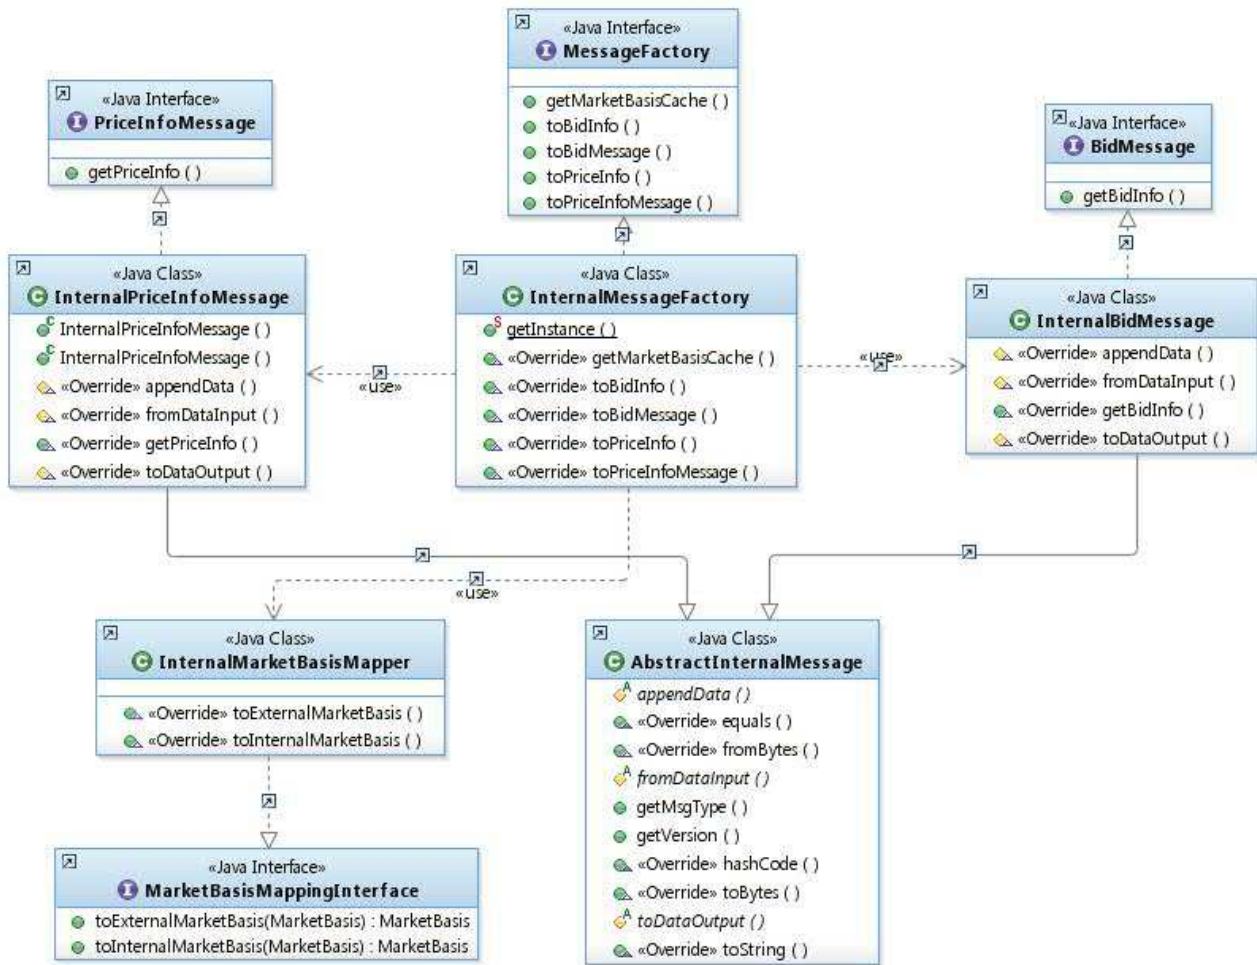 «Java Interface»
MessageFactory
getMarketBasisCache ( )
toBidInfo ( )
toBidMessage ( )
toPriceInfo ( )
toPriceInfoMessage ( )
«Java Interface»
PriceInfoMessage
getPriceInfo ( )
«Java Interface»
BidMessage
getBidInfo ( )
«Java Class»
InternalPriceInfoMessage
InternalPriceInfoMessage ( )
InternalPriceInfoMessage ( )
«Override» appendData ( )
«Override» fromDataInput ( )
«Override» getPriceInfo ( )
«Override» toDataOutput ( )
«use»
«Java Class»
InternalMessageFactory
getInstance ( )
«Override» getMarketBasisCache ( )
«Override» toBidInfo ( )
«Override» toBidMessage ( )
«Override» toPriceInfo ( )
«Override» toPriceInfoMessage ( )
«use»
«Java Class»
InternalBidMessage
«Override» appendData ( )
«Override» fromDataInput ( )
«Override» getBidInfo ( )
«Override» toDataOutput ( )
«use»
«Java Class»
InternalMarketBasisMapper
«Override» toExternalMarketBasis ( )
«Override» toInternalMarketBasis ( )
«Java Class»
AbstractInternalMessage
appendData ( )
«Override» equals ( )
«Override» fromBytes ( )
fromDataInput ( )
getMsgType ( )
getVersion ( )
«Override» hashCode ( )
«Override» toBytes ( )
toDataOutput ( )
«Override» toString ( )
«Java Interface»
MarketBasisMappingInterface
toExternalMarketBasis(MarketBasis) : MarketBasis
toInternalMarketBasis(MarketBasis) : MarketBasis